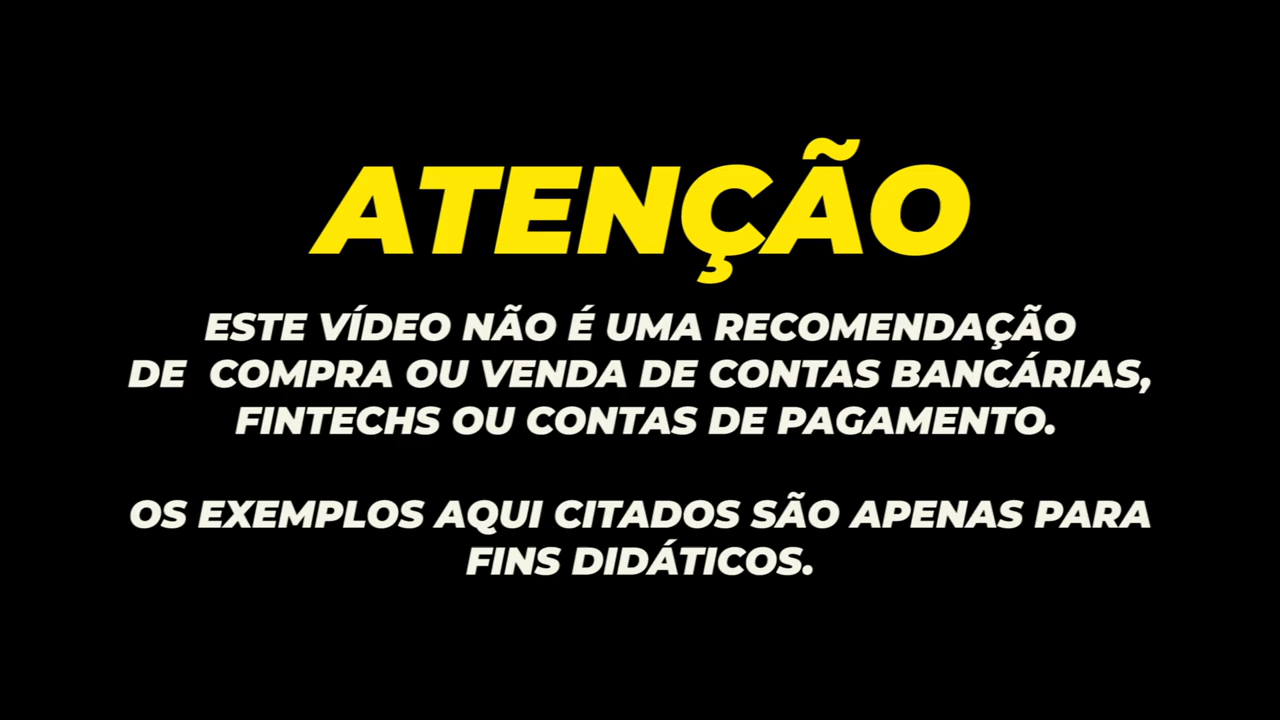 ATENÇÃO
ESTE VÍDEO NÃO É UMA RECOMENDAÇÃO
DE COMPRA OU VENDA DE CONTAS BANCÁRIAS,
FINTECHS OU CONTAS DE PAGAMENTO.
OS EXEMPLOS AQUI CITADOS SÃO APENAS PARA
FINS DIDÁTICOS.